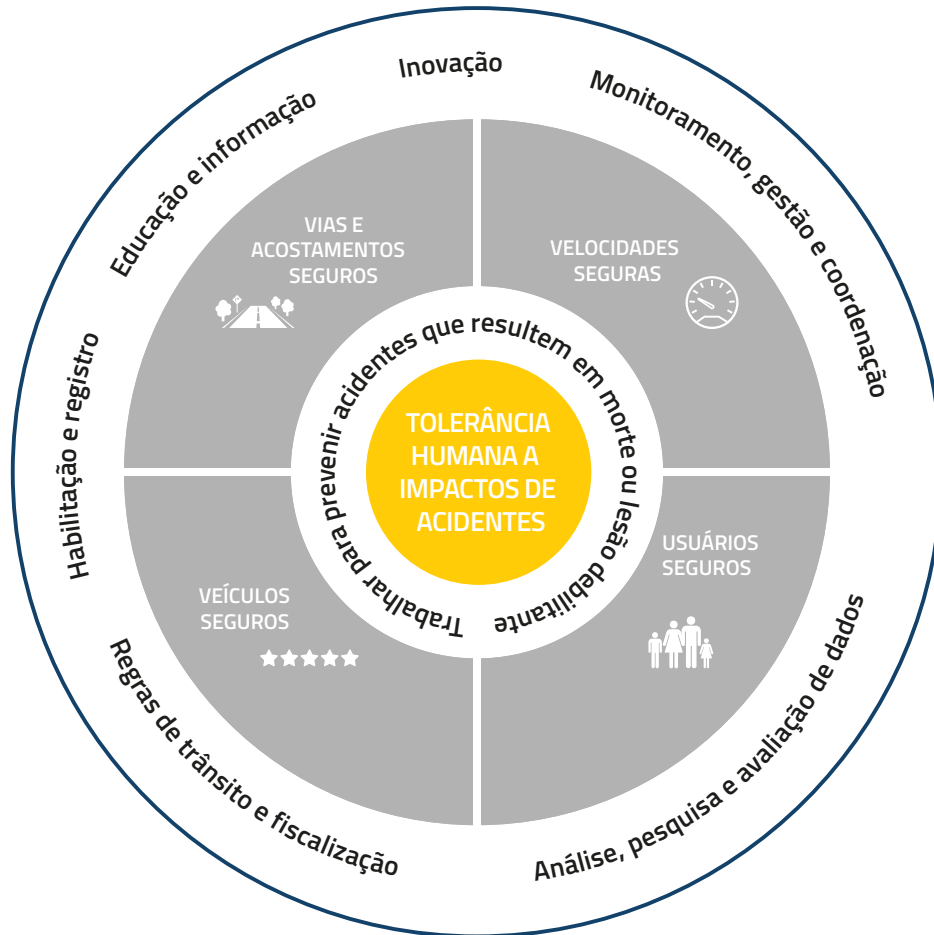 Inovação
Monitoramento, gestão e coordenação
Análise, pesquisa e avaliação de dados
Regras de trânsito e fiscalização
Habilitação e registro
Educação e informação
VIAS E
ACOSTAMENTOS
SEGUROS
VELOCIDADES
SEGURAS
USUÁRIOS
SEGUROS
VEÍCULOS
SEGUROS
Trabalhar para prevenir acidentes que resultem em morte ou lesão debilitante
TOLERÂNCIA
HUMANA A
IMPACTOS DE
ACIDENTES